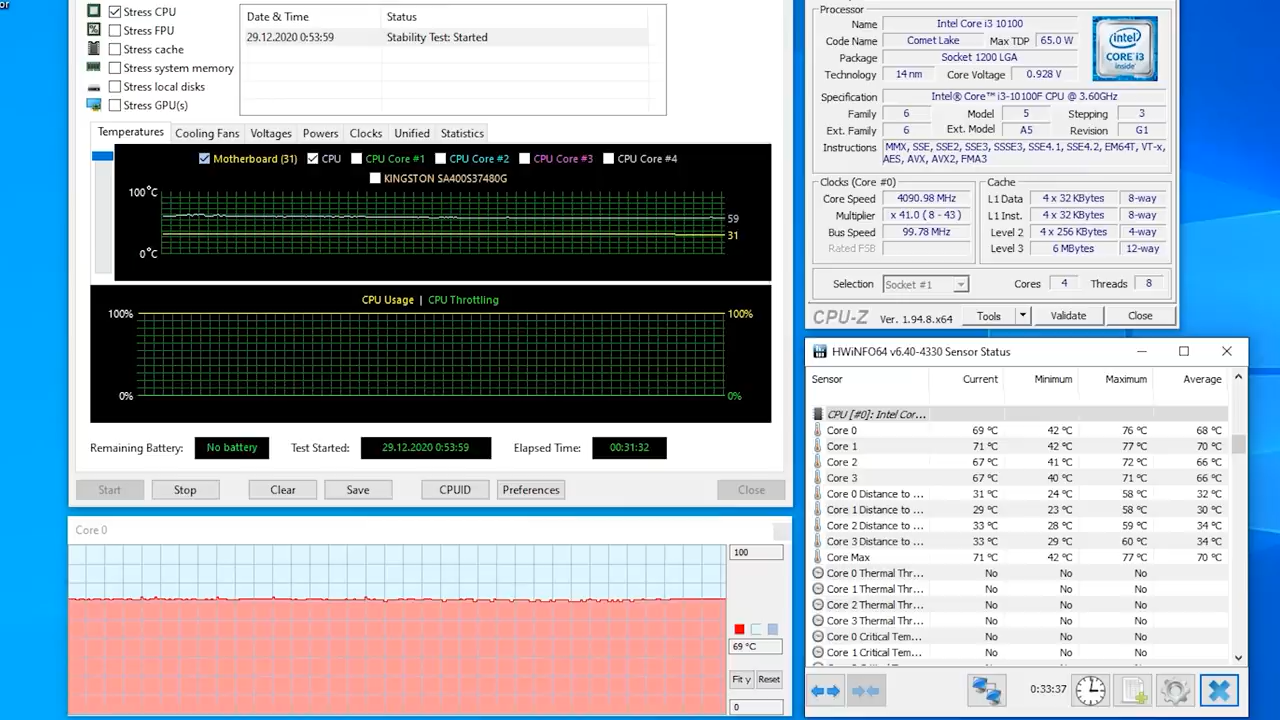 or
Stress CPU
Stress FPU
Stress cache
Stress system memory
Stress local disks
Stress GPU(s)
Date & Time Status
29.12.2020 0:53:59 Stability Test: Started
Temperatures Cooling Fans Voltages Powers Clocks Unified Statistics
Motherboard (31) CPU CPU Core #1 CPU Core #2 CPU Core #3 CPU Core #4
KINGSTON SA400S37480G
100°C
59
31
0°C
CPU Usage | CPU Throttling
100% 100%
0% 0%
Remaining Battery: No battery Test Started: 29.12.2020 0:53:59 Elapsed Time: 00:31:32
Start Stop Clear Save CPUID Preferences Close
Core 0
100
69 °C
Fit y Reset
0
Processor
Name Intel Core i3 10100
Code Name Comet Lake Max TDP 65.0 W
Package Socket 1200 LGA
Technology 14 nm Core Voltage 0.928 V
intel
CORE i3
inside
Specification Intel® Core™ i3-10100F CPU @ 3.60GHz
Family 6 Model 5 Stepping 3
Ext. Family 6 Ext. Model A5 Revision G1
Instructions MMX, SSE, SSE2, SSE3, SSSE3, SSE4.1, SSE4.2, EM64T, VT-x,
AES, AVX, AVX2, FMA3
Clocks (Core #0) Cache
Core Speed 4090.98 MHz L1 Data 4 x 32 KBytes 8-way
Multiplier x 41.0 ( 8 - 43 ) L1 Inst. 4 x 32 KBytes 8-way
Bus Speed 99.78 MHz Level 2 4 x 256 KBytes 4-way
Rated FSB Level 3 6 MBytes 12-way
Selection Socket #1 Cores 4 Threads 8
CPU-Z Ver. 1.94.8.x64 Tools Validate Close
HWiNFO64 v6.40-4330 Sensor Status
Sensor Current Minimum Maximum Average
CPU [#0]: Intel Cor...
Core 0 69 °C 42 °C 76 °C 68 °C
Core 1 71 °C 42 °C 77 °C 70 °C
Core 2 67 °C 41 °C 72 °C 66 °C
Core 3 67 °C 40 °C 71 °C 66 °C
Core 0 Distance to ... 31 °C 24 °C 58 °C 32 °C
Core 1 Distance to ... 29 °C 23 °C 58 °C 30 °C
Core 2 Distance to ... 33 °C 28 °C 59 °C 34 °C
Core 3 Distance to ... 33 °C 29 °C 60 °C 34 °C
Core Max 71 °C 42 °C 77 °C 70 °C
Core 0 Thermal Thr... No No No
Core 1 Thermal Thr... No No No
Core 2 Thermal Thr... No No No
Core 3 Thermal Thr... No No No
Core 0 Critical Tem... No No No
Core 1 Critical Tem... No No No
0:33:37